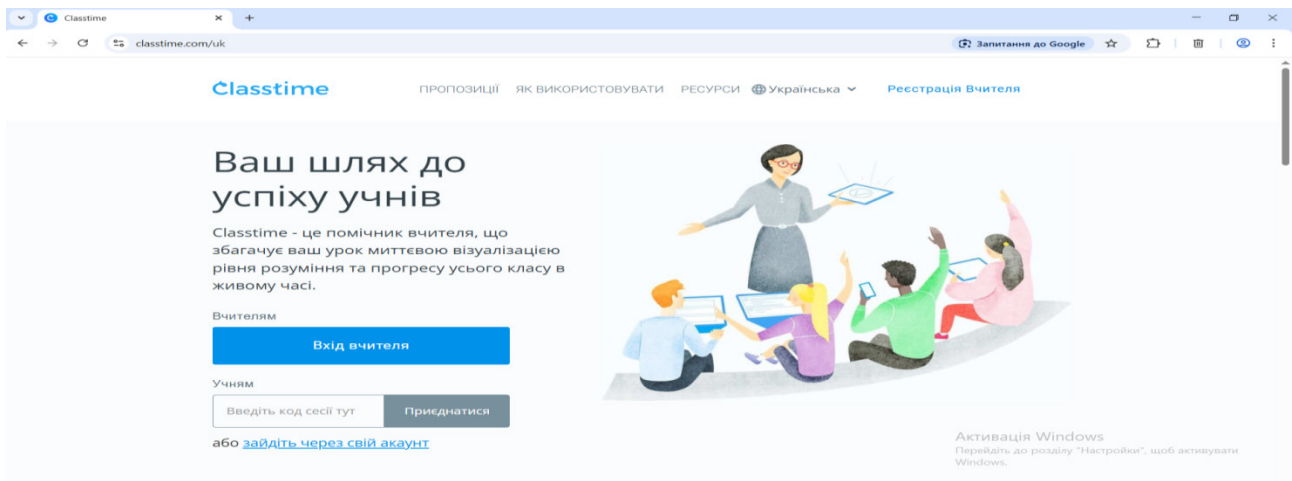 Classtime
classtime.com/uk
Запитання до Google
Classtime
ПРОПОЗИЦІЇ ЯК ВИКОРИСТОВУВАТИ РЕСУРСИ Українська Реєстрація Вчителя
Ваш шлях до
успіху учнів
Classtime - це помічник вчителя, що
збагачує ваш урок миттєвою візуалізацією
рівня розуміння та прогресу усього класу в
живому часі.
Вчителям
Вхід вчителя
Учням
Введіть код сесії тут Приєднатися
або зайдіть через свій акаунт
Активація Windows
Перейдіть до розділу "Настройки", щоб активувати
Windows.